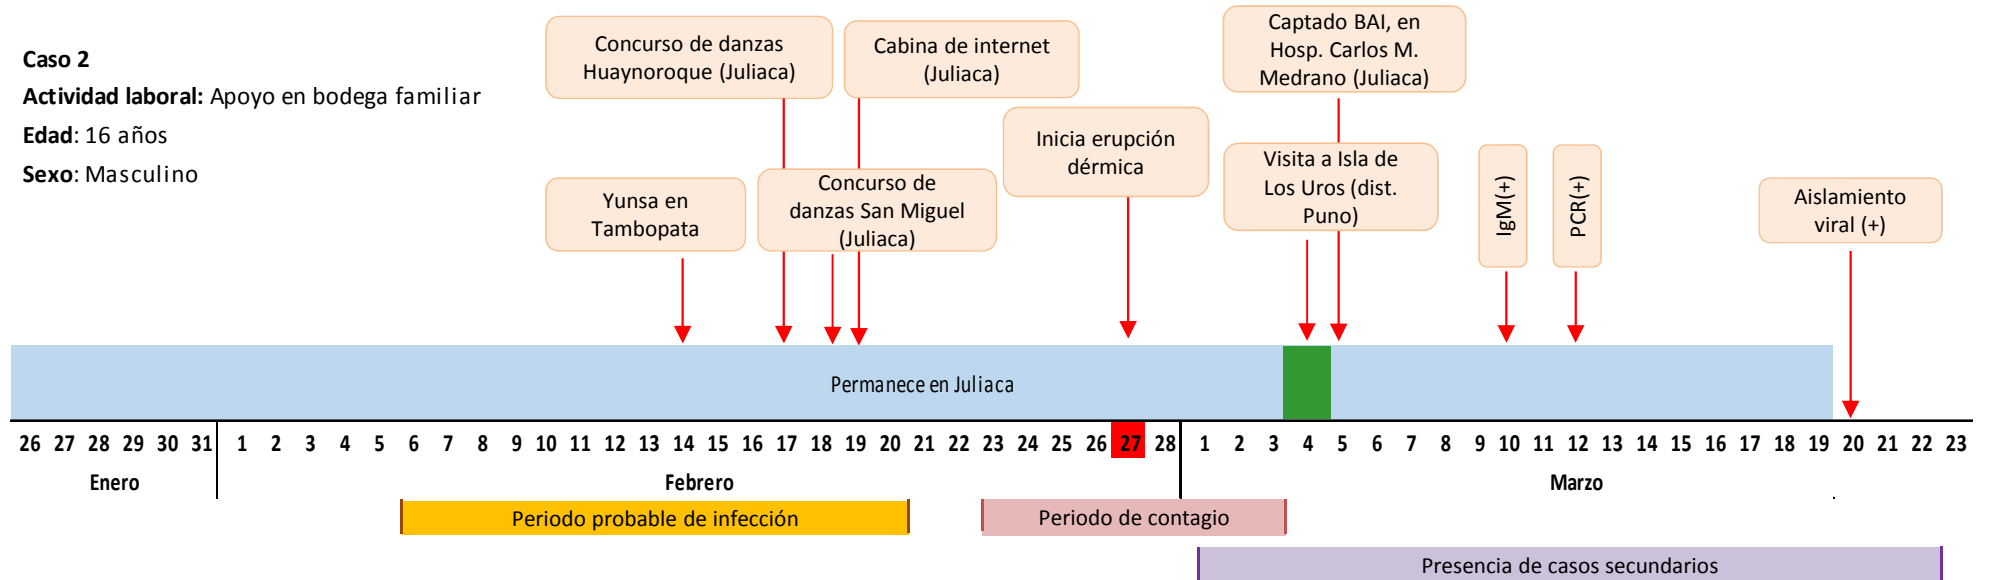 Caso 2
Actividad laboral: Apoyo en bodega familiar
Edad: 16 años
Sexo: Masculino
Concurso de danzas
Huaynoroque (Juliaca)
Cabina de internet
(Juliaca)
Captado BAI, en
Hosp. Carlos M.
Medrano (Juliaca)
Yunsa en
Tambopata
Concurso de
danzas San Miguel
(Juliaca)
Inicia erupción
dérmica
Visita a Isla de
Los Uros (dist.
Puno)
IgM(+)
PCR(+)
Aislamiento
viral (+)
Permanece en Juliaca
26 27 28 29 30 31 1 2 3 4 5 6 7 8 9 10 11 12 13 14 15 16 17 18 19 20 21 22 23 24 25 26 27 28 1 2 3 4 5 6 7 8 9 10 11 12 13 14 15 16 17 18 19 20 21 22 23
Enero Febrero Marzo
Periodo probable de infección
Periodo de contagio
Presencia de casos secundarios